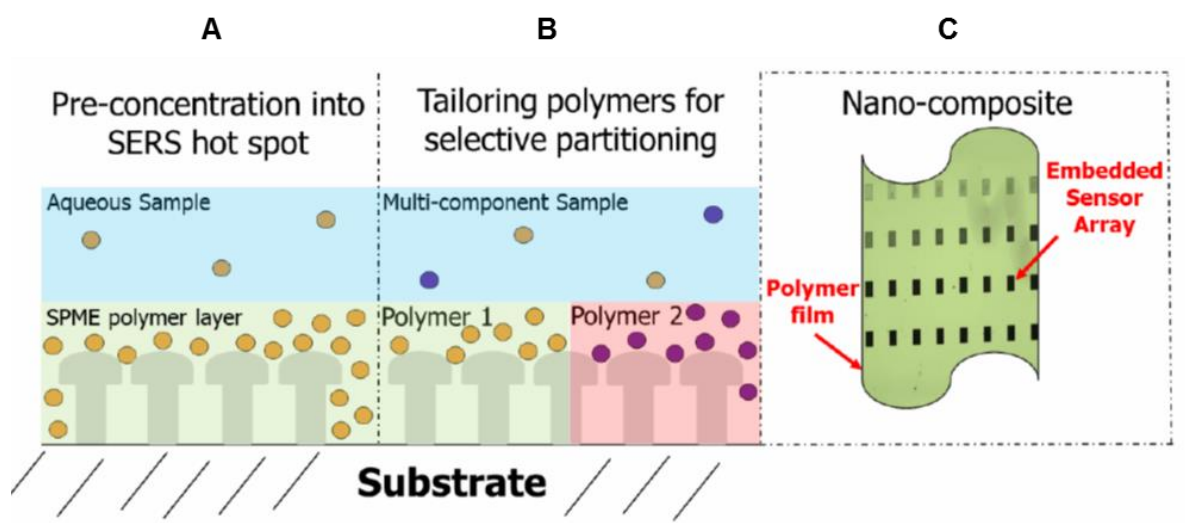 A
B
C
Pre-concentration into
SERS hot spot
Tailoring polymers for
selective partitioning
Nano-composite
Aqueous Sample
Multi-component Sample
SPME polymer layer
Polymer 1
Polymer 2
Embedded
Sensor
Array
Polymer
film
Substrate